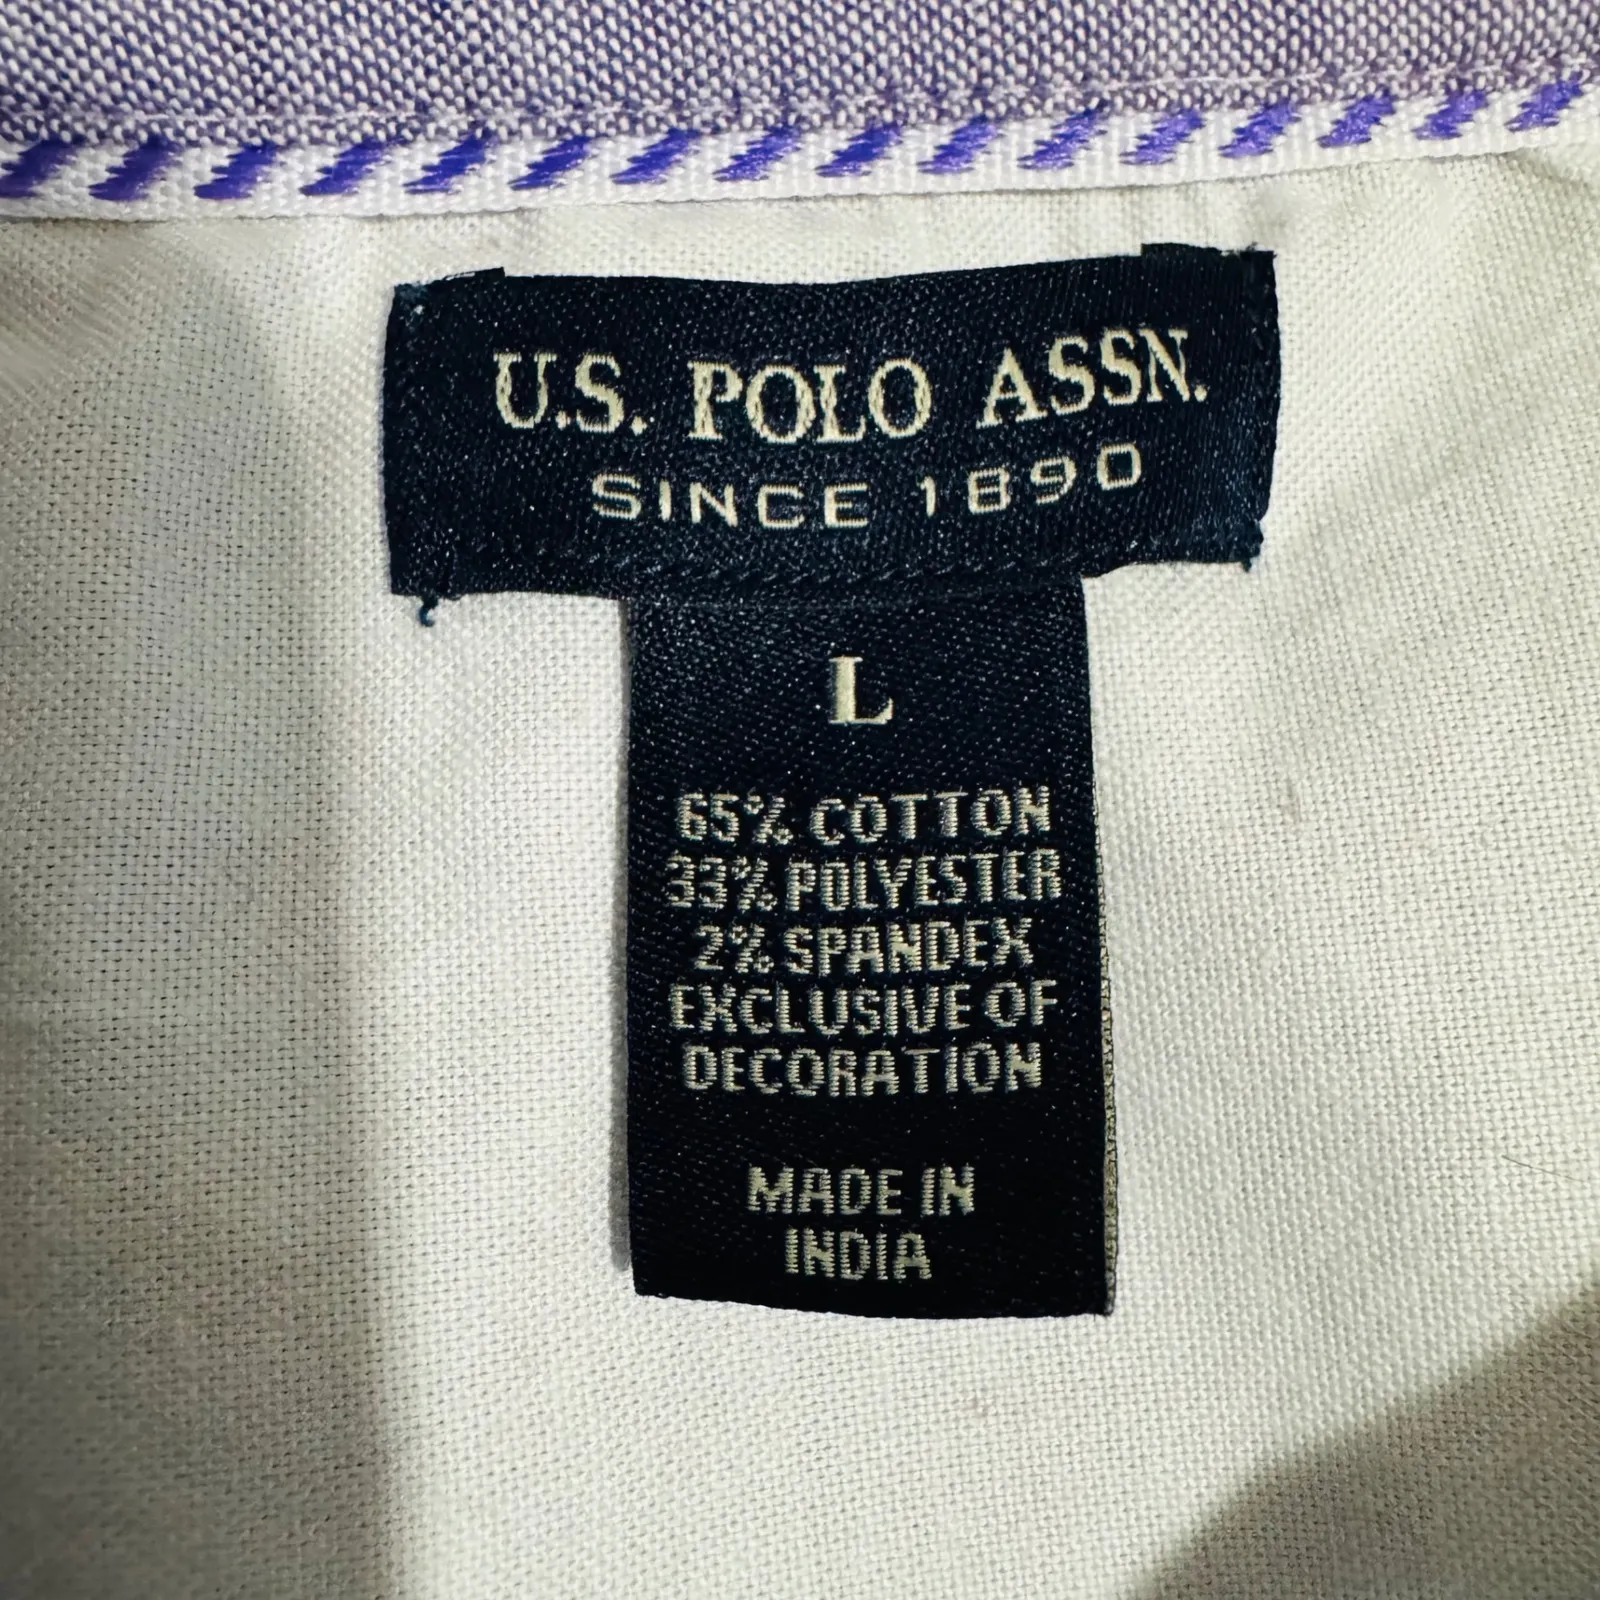 U.S. POLO ASSN.
SINCE 1890
L
65% COTTON
33% POLYESTER
2% SPANDEX
EXCLUSIVE OF
DECORATION
MADE IN
INDIA